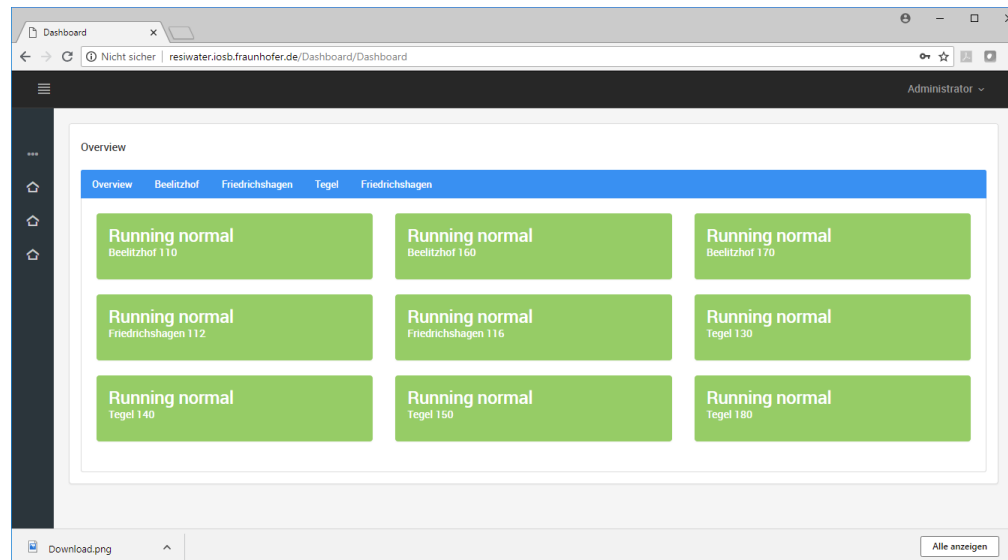 Dashboard
Nicht sicher | resiwater.iosb.fraunhofer.de/Dashboard/Dashboard
Administrator
Overview
Overview Beelitzhof Friedrichshagen Tegel Friedrichshagen
Running normal Running normal Running normal
Beelitzhof 110 Beelitzhof 160 Beelitzhof 170
Running normal Running normal Running normal
Friedrichshagen 112 Friedrichshagen 116 Tegel 130
Running normal Running normal Running normal
Tegel 140 Tegel 150 Tegel 180
Download.png Alle anzeigen